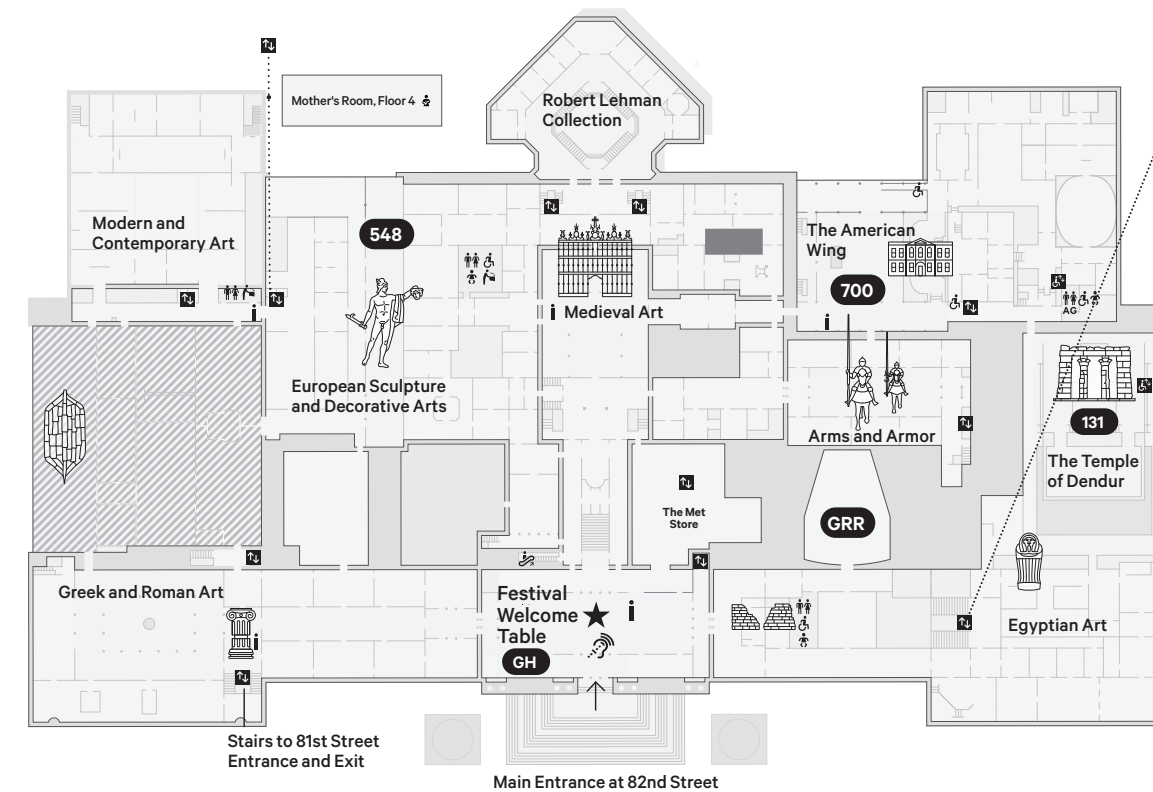 Mother's Room, Floor 4
Robert Lehman
Collection
Modern and
Contemporary Art
548
The American
Wing
700
i
i Medieval Art
i
AG
European Sculpture
and Decorative Arts
Arms and Armor
131
The Temple
of Dendur
The Met
Store
GRR
Greek and Roman Art
i
Festival
Welcome
Table
GH
i
Egyptian Art
Stairs to 81st Street
Entrance and Exit
Main Entrance at 82nd Street